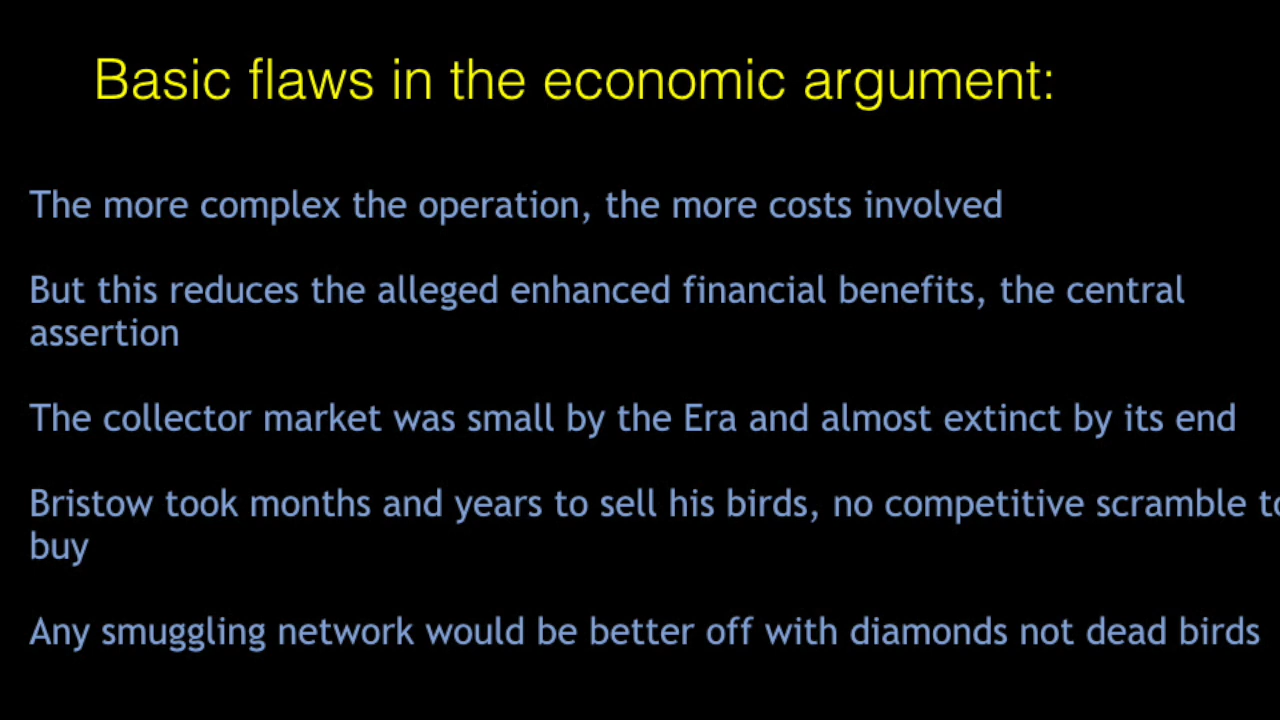 Basic flaws in the economic argument:
The more complex the operation, the more costs involved
But this reduces the alleged enhanced financial benefits, the central
assertion
The collector market was small by the Era and almost extinct by its end
Bristow took months and years to sell his birds, no competitive scramble to
buy
Any smuggling network would be better off with diamonds not dead birds